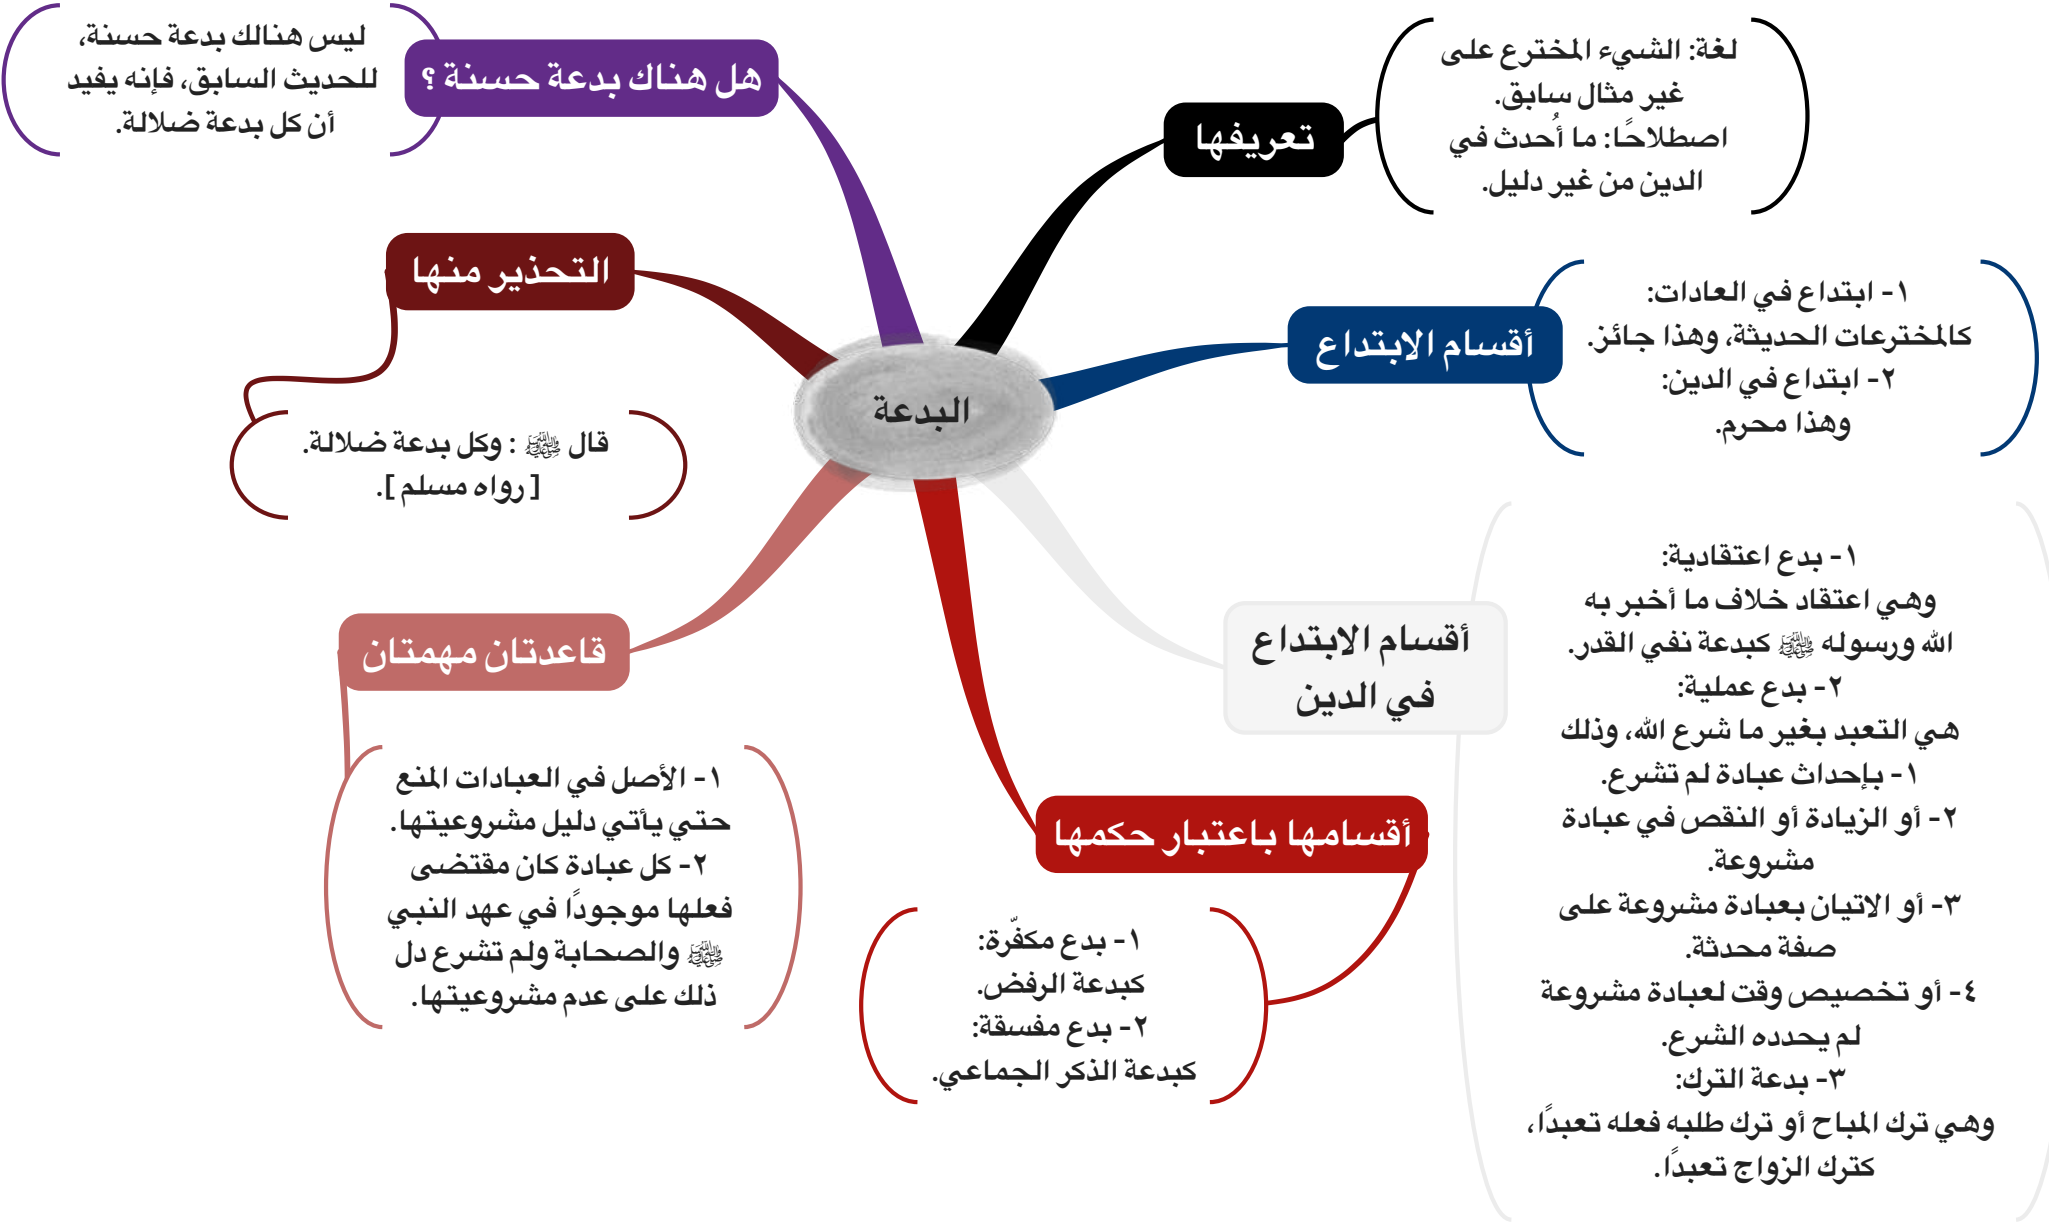 البدعة
تعريفها
لغة: الشيء المخترع على
غير مثال سابق.
اصطلاحًا: ما أُحدث في
الدين من غير دليل.
أقسام الابتداع
١- ابتداع في العادات:
كالمخترعات الحديثة، وهذا جائز.
٢- ابتداع في الدين:
وهذا محرم.
أقسام الابتداع
في الدين
١- بدع اعتقادية:
وهي اعتقاد خلاف ما أخبر به
الله ورسوله ﷺ كبدعة نفي القدر.
٢- بدع عملية:
هي التعبد بغير ما شرع الله، وذلك
١- بإحداث عبادة لم تشرع.
٢- أو الزيادة أو النقص في عبادة
مشروعة.
٣- أو الاتيان بعبادة مشروعة على
صفة محدثة.
٤- أو تخصيص وقت لعبادة مشروعة
لم يحدده الشرع.
٣- بدعة الترك:
وهي ترك المباح أو ترك طلبه فعله تعبدًا،
كترك الزواج تعبدًا.
أقسامها باعتبار حكمها
١- بدع مكفّرة:
كبدعة الرفض.
٢- بدع مفسقة:
كبدعة الذكر الجماعي.
قاعدتان مهمتان
١- الأصل في العبادات المنع
حتي يأتي دليل مشروعيتها.
٢- كل عبادة كان مقتضى
فعلها موجودًا في عهد النبي
ﷺ والصحابة ولم تشرع دل
ذلك على عدم مشروعيتها.
التحذير منها
قال ﷺ : وكل بدعة ضلالة.
[ رواه مسلم ].
هل هناك بدعة حسنة ؟
ليس هنالك بدعة حسنة،
للحديث السابق، فإنه يفيد
أن كل بدعة ضلالة.